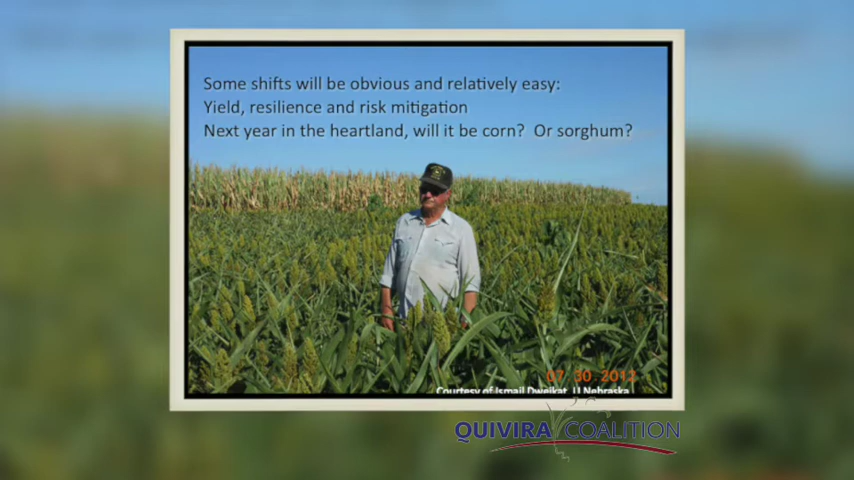 Some shifts will be obvious and relatively easy:
Yield, resilience and risk mitigation
Next year in the heartland, will it be corn? Or sorghum?
07 30 2012
Courtesy of Ismail Dweikat, U Nebraska
QUIVIRA COALITION